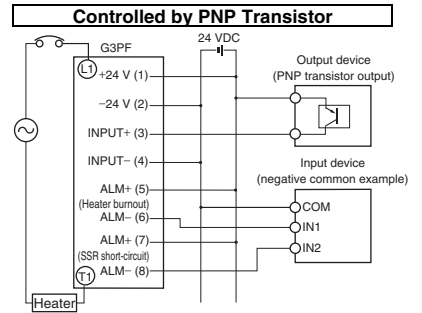 Controlled by PNP Transistor
24 VDC
G3PF
L1
+24 V (1)
−24 V (2)
INPUT+ (3)
INPUT− (4)
ALM+ (5)
(Heater burnout)
ALM− (6)
ALM+ (7)
(SSR short-circuit)
ALM− (8)
T1
Heater
Output device
(PNP transistor output)
Input device
(negative common example)
COM
IN1
IN2